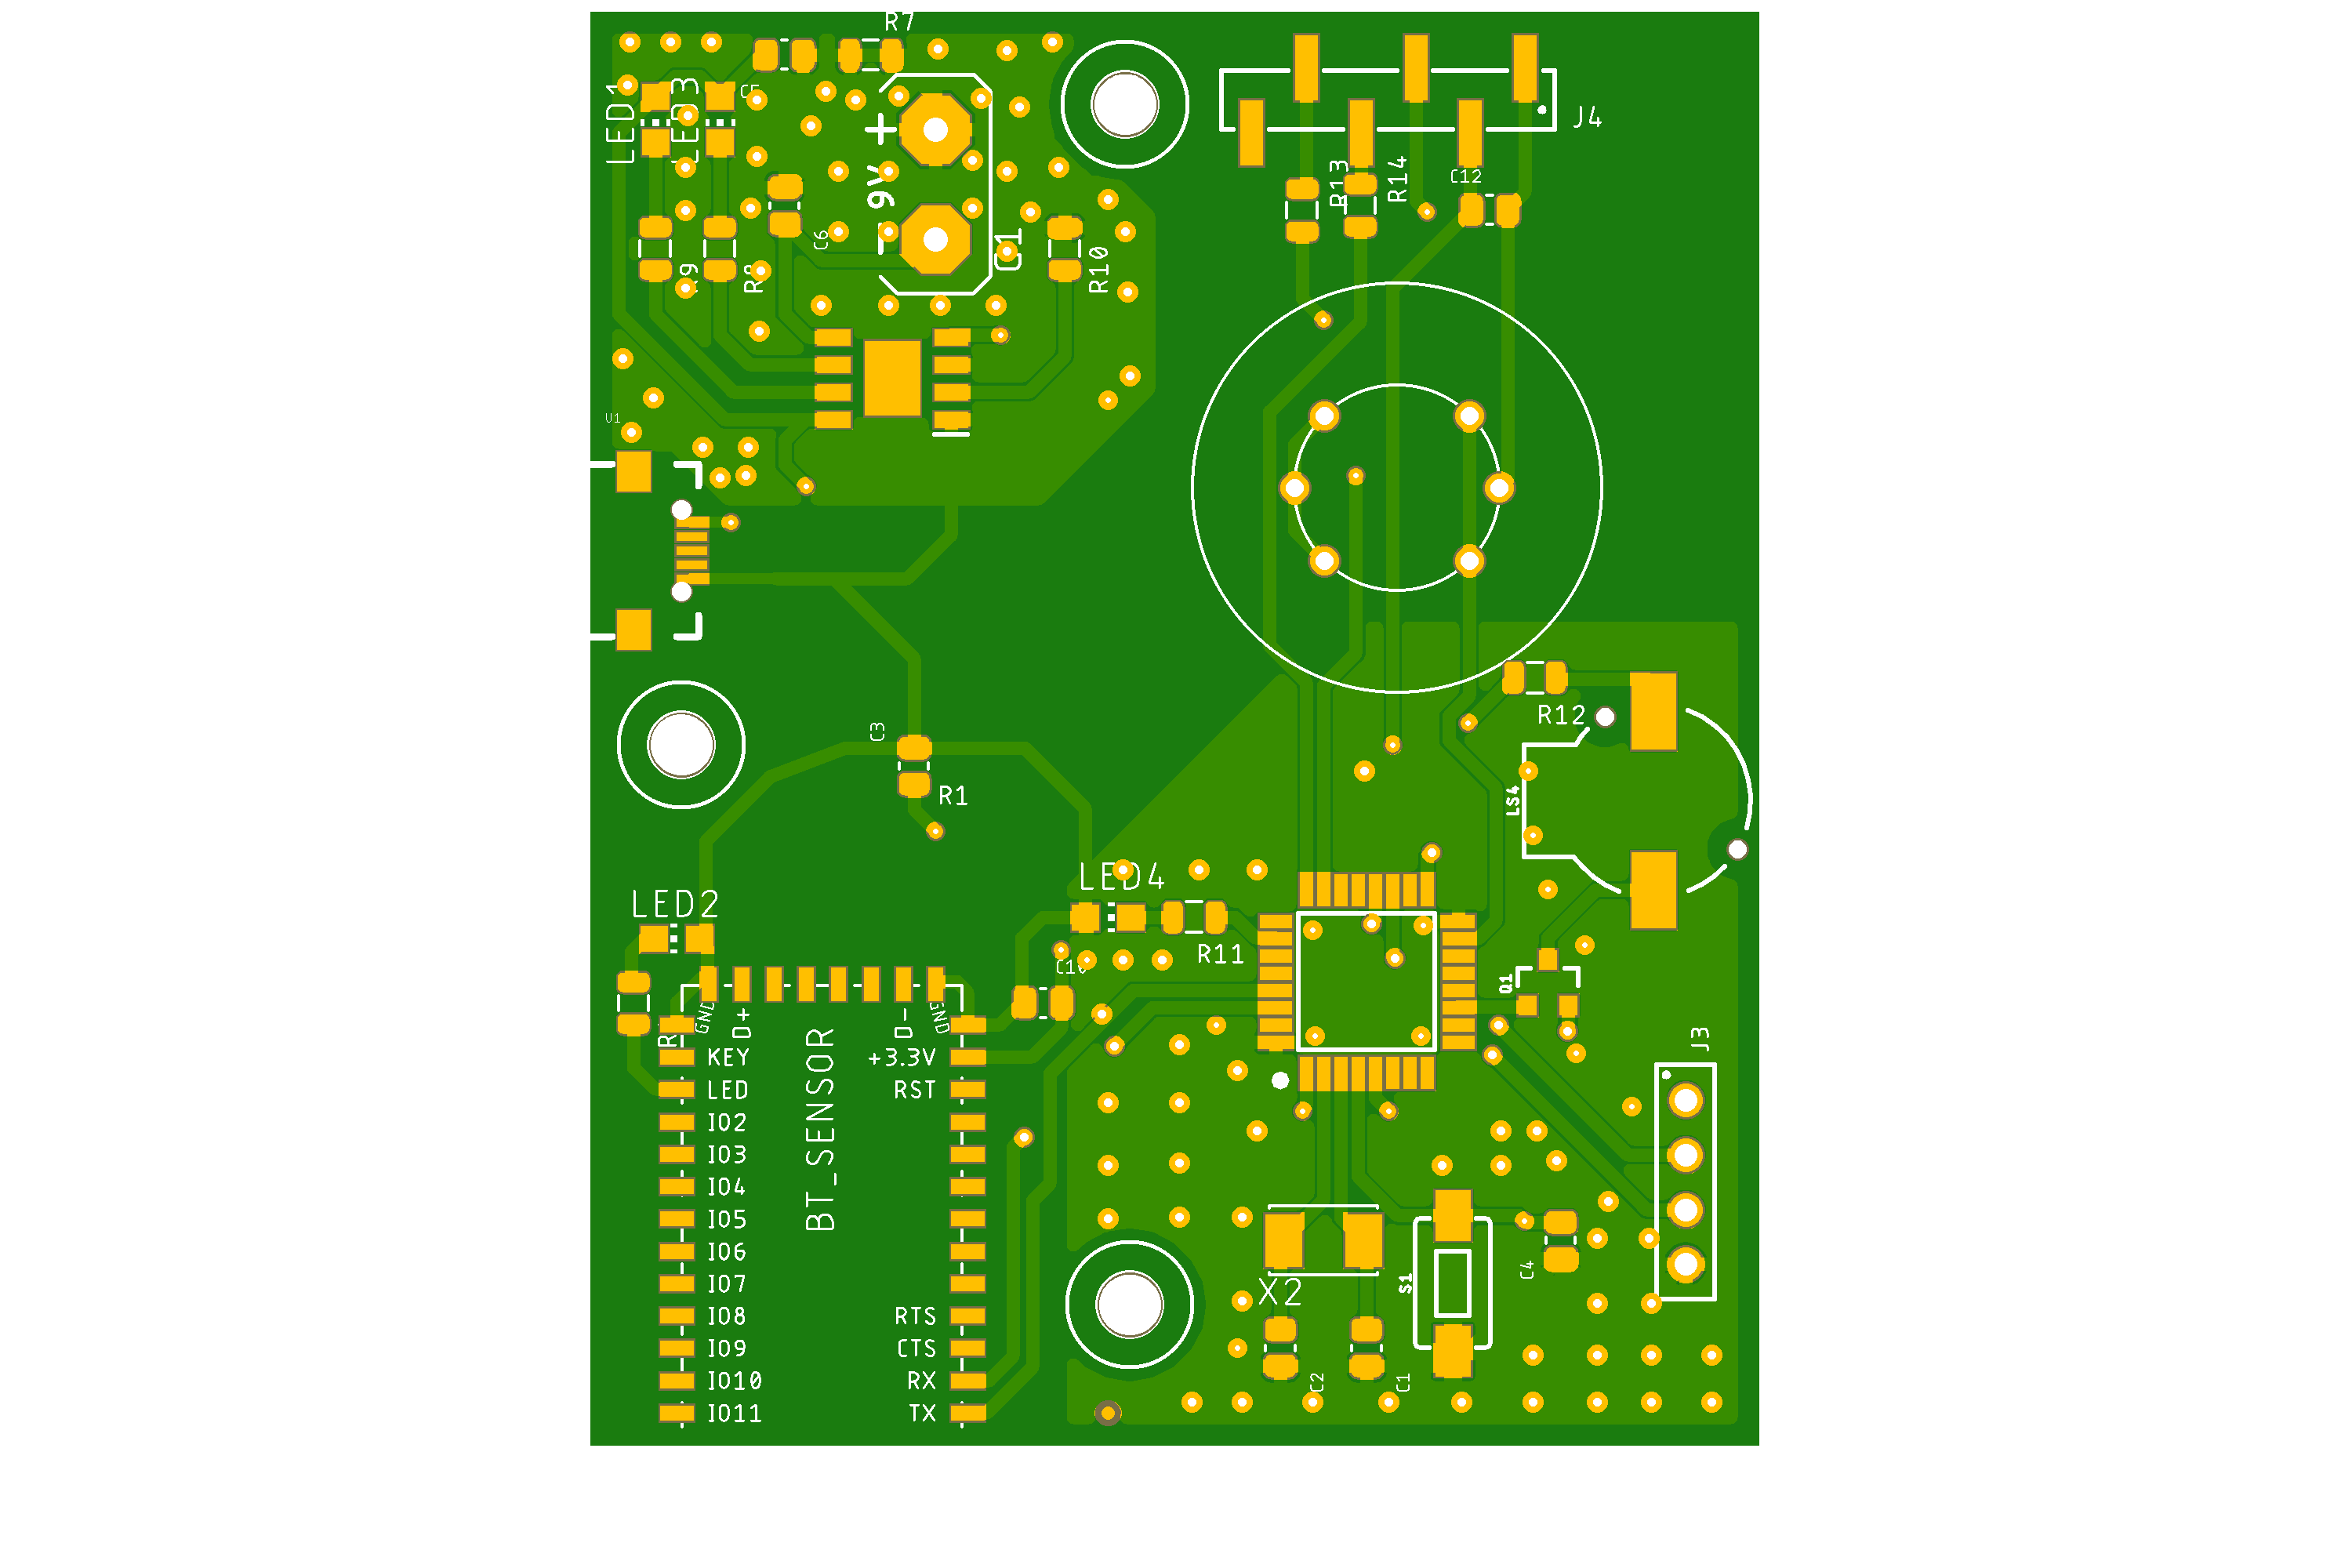 R7
LED1
LED3
C5
+
9v
-
J4
R13
R14
C12
C6
R9
R8
R10
U1
C3
R1
R12
LS4
LED4
LED2
R11
C10
Q1
GND
D+
D-
GND
J3
KEY
+3.3V
LED
RST
IO2
IO3
IO4
IO5
IO6
IO7
IO8
RTS
IO9
CTS
IO10
RX
IO11
TX
BT_SENSOR
X2
S1
C4
C2
C1